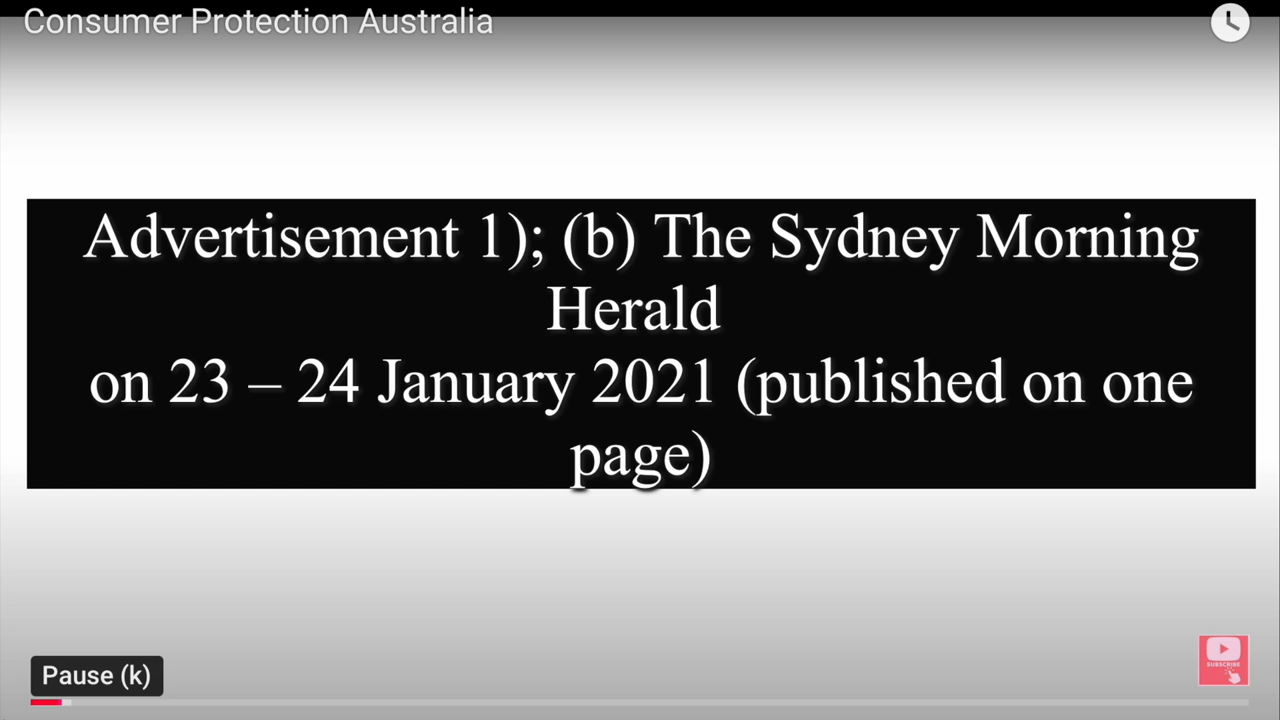 Consumer Protection Australia
Advertisement 1); (b) The Sydney Morning
Herald
on 23 – 24 January 2021 (published on one
page)
SUBSCRIBE
Pause (k)